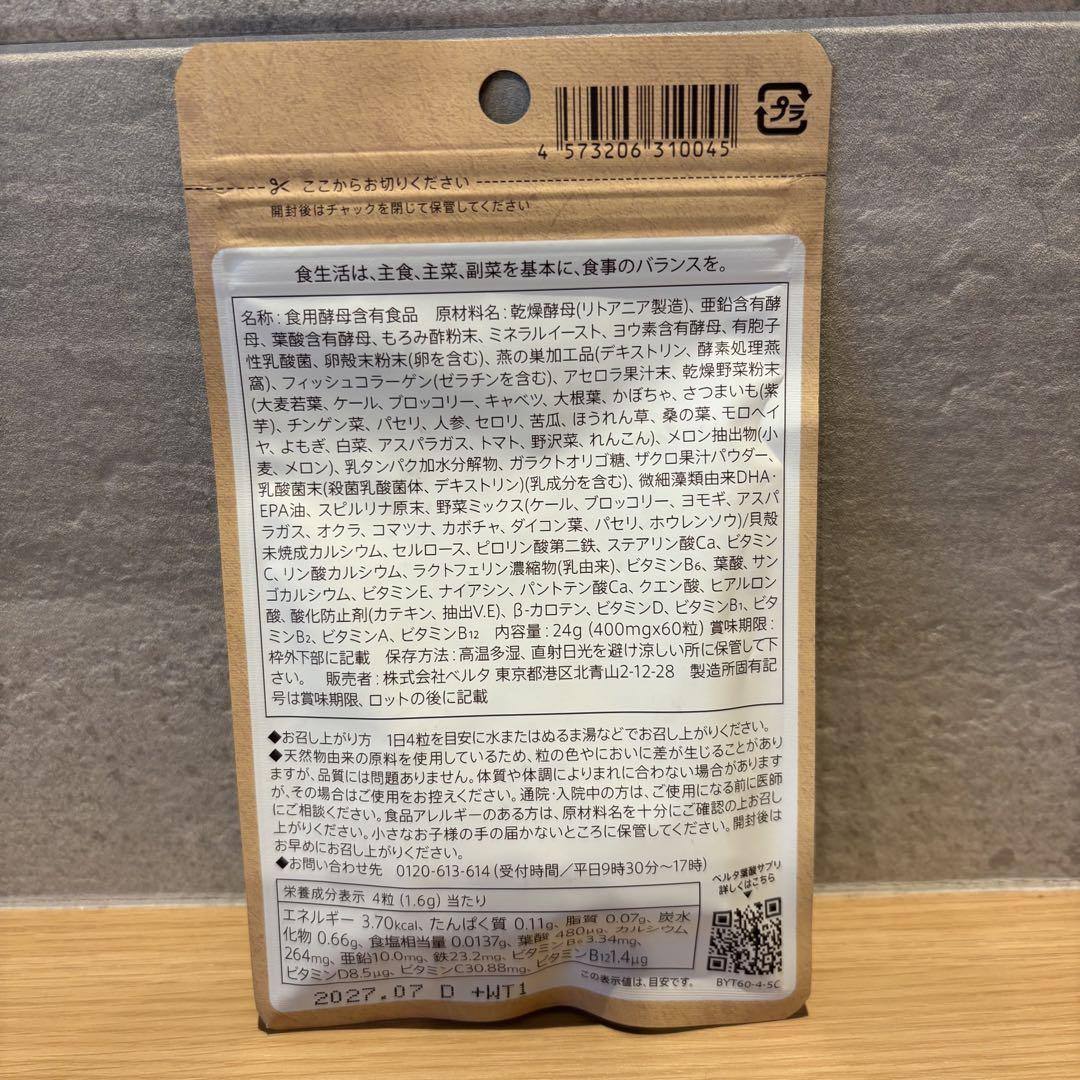 4 573206 310045
プラ
ここからお切りください
開封後はチャックを閉じて保管してください
食生活は、主食、主菜、副菜を基本に、食事のバランスを。
名称：食用酵母含有食品　原材料名：乾燥酵母(リトアニア製造)、亜鉛含有酵
母、葉酸含有酵母、もろみ酢粉末、ミネラルイースト、ヨウ素含有酵母、有胞子
性乳酸菌、卵殻末粉末(卵を含む)、燕の巣加工品(デキストリン、酵素処理燕
窩)、フィッシュコラーゲン(ゼラチンを含む)、アセロラ果汁末、乾燥野菜粉末
(大麦若葉、ケール、ブロッコリー、キャベツ、大根葉、かぼちゃ、さつまいも(紫
芋)、チンゲン菜、パセリ、人参、セロリ、苦瓜、ほうれん草、桑の葉、モロヘイ
ヤ、よもぎ、白菜、アスパラガス、トマト、野沢菜、れんこん)、メロン抽出物(小
麦、メロン)、乳タンパク加水分解物、ガラクトオリゴ糖、ザクロ果汁パウダー、
乳酸菌末(殺菌乳酸菌体、デキストリン)(乳成分を含む)、微細藻類由来DHA・
EPA油、スピルリナ原末、野菜ミックス(ケール、ブロッコリー、ヨモギ、アスパ
ラガス、オクラ、コマツナ、カボチャ、ダイコン葉、パセリ、ホウレンソウ)/貝殻
未焼成カルシウム、セルロース、ピロリン酸第二鉄、ステアリン酸Ca、ビタミン
C、リン酸カルシウム、ラクトフェリン濃縮物(乳由来)、ビタミンB₆、葉酸、サン
ゴカルシウム、ビタミンE、ナイアシン、パントテン酸Ca、クエン酸、ヒアルロン
酸、酸化防止剤(カテキン、抽出V.E)、β-カロテン、ビタミンD、ビタミンB₁、ビタ
ミンB₂、ビタミンA、ビタミンB₁₂　内容量：24g (400mgx60粒) 賞味期限：
枠外下部に記載　保存方法：高温多湿、直射日光を避け涼しい所に保管して下
さい。　販売者：株式会社ベルタ 東京都港区北青山2-12-28　製造所固有記
号は賞味期限、ロットの後に記載
◆お召し上がり方　1日4粒を目安に水またはぬるま湯などでお召し上がりください。
◆天然物由来の原料を使用しているため、粒の色やにおいに差が生じることがあり
ますが、品質には問題ありません。体質や体調によりまれに合わない場合があります
が、その場合はご使用をお控えください。通院・入院中の方は、ご使用になる前に医師
にご相談ください。食品アレルギーのある方は、原材料名を十分にご確認の上お召し
上がりください。小さなお子様の手の届かないところに保管してください。開封後は
お早めにお召し上がりください。
◆お問い合わせ先　0120-613-614 (受付時間／平日9時30分〜17時)
ベルタ葉酸サプリ
詳しくはこちら
栄養成分表示 4粒 (1.6g) 当たり
エネルギー 3.70kcal、たんぱく質 0.11g、脂質 0.07g、炭水
化物 0.66g、食塩相当量 0.0137g、葉酸 480μg、カルシウム
264mg、亜鉛10.0mg、鉄23.2mg、ビタミンB₆3.34mg、
ビタミンD8.5μg、ビタミンC30.88mg、ビタミンB₁₂1.4μg
この表示値は、目安です。
BYT60-4-5C
2027.07 D +WT1